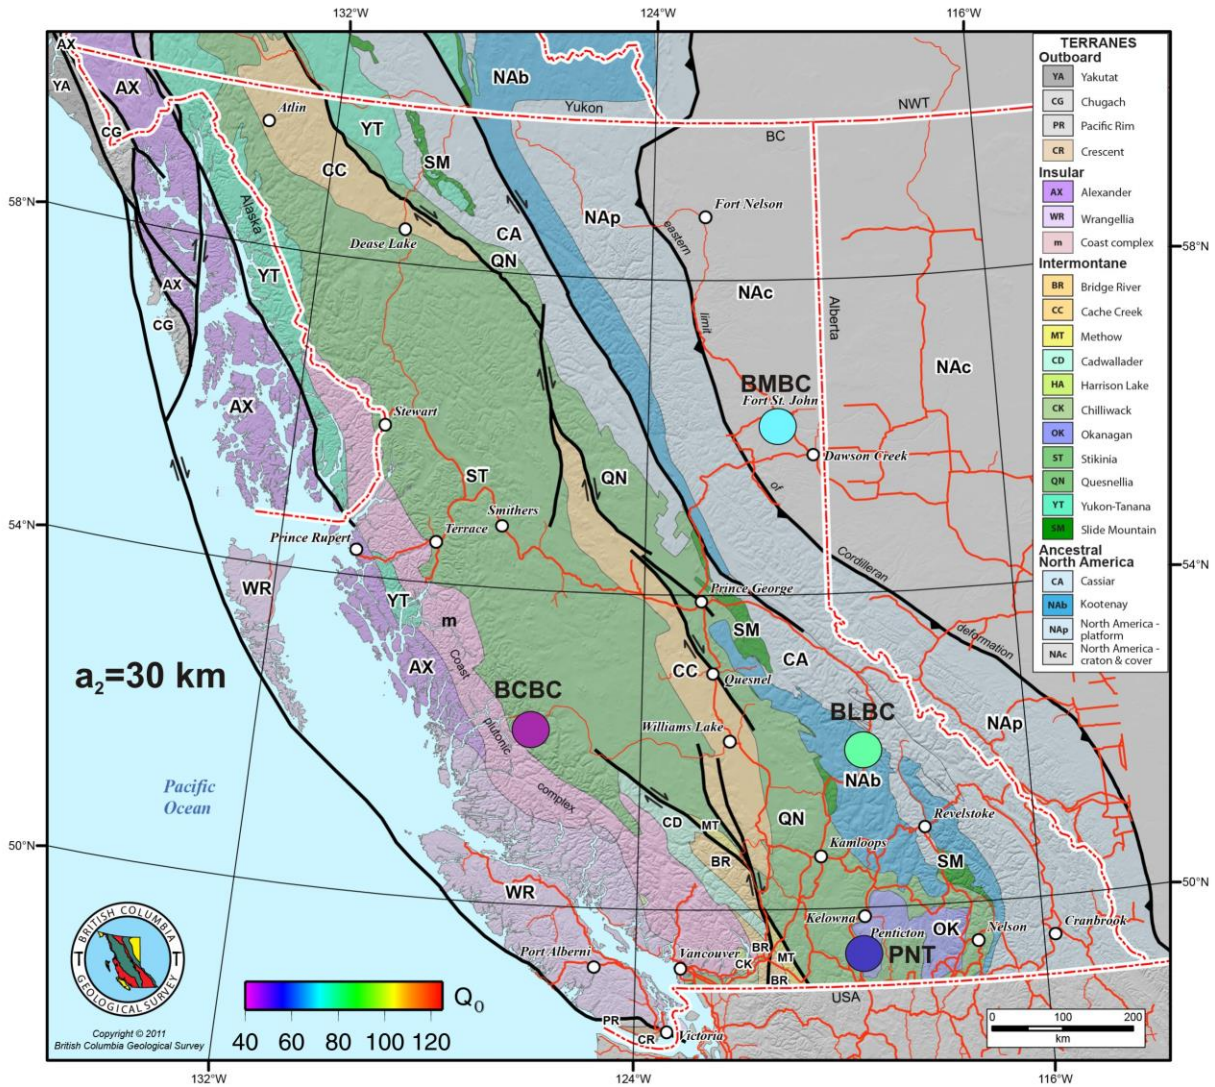 132°W
124°W
116°W
AX
YA
AX
CG
Atlin
YT
NAb
Yukon
NWT
BC
CC
SM
58°N
Alaska
Dease Lake
CA
QN
NAp
Fort Nelson
eastern
limit
of
Cordilleran
deformation
NAc
Alberta
58°N
YT
AX
CG
NAc
AX
Stewart
BMBC
Fort St. John
Dawson Creek
ST
QN
Smithers
Terrace
54°N
Prince Rupert
54°N
WR
YT
m
Prince George
SM
CA
AX
Coast
plutonic
complex
CC
Quesnel
a2=30 km
BCBC
Williams Lake
BLBC
NAb
NAp
Pacific
Ocean
CD
MT
QN
Revelstoke
50°N
BR
Kamloops
SM
50°N
WR
Kelowna
OK
Nelson
Cranbrook
Penticton
PNT
Port Alberni
Vancouver
BR
CK
MT
BR
USA
PR
CR
Victoria
BRITISH COLUMBIA
GEOLOGICAL SURVEY
Copyright © 2011
British Columbia Geological Survey
Q0
40 60 80 100 120
0 100 200
km
132°W
124°W
116°W
TERRANES
Outboard
YA Yakutat
CG Chugach
PR Pacific Rim
CR Crescent
Insular
AX Alexander
WR Wrangellia
m Coast complex
Intermontane
BR Bridge River
CC Cache Creek
MT Methow
CD Cadwallader
HA Harrison Lake
CK Chilliwack
OK Okanagan
ST Stikinia
QN Quesnellia
YT Yukon-Tanana
SM Slide Mountain
Ancestral
North America
CA Cassiar
NAb Kootenay
NAp North America -
platform
NAc North America -
craton & cover